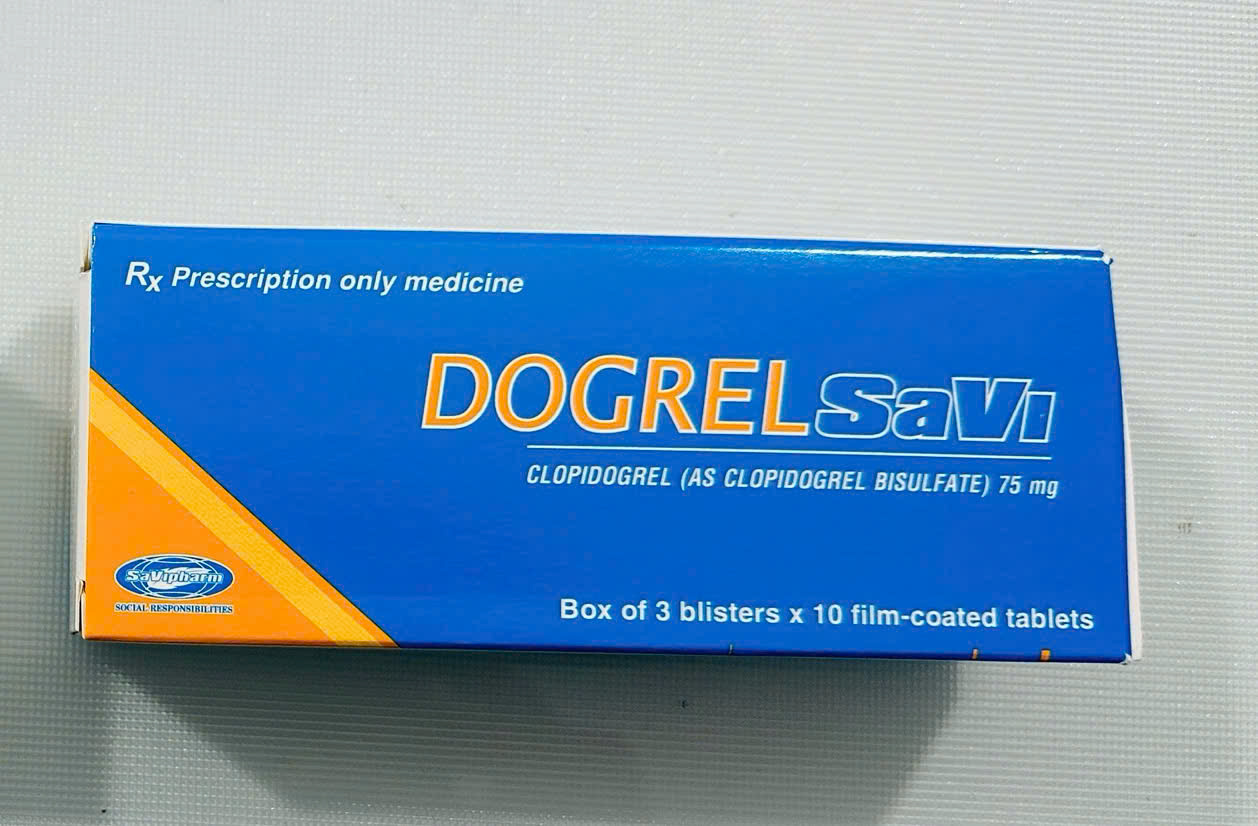 Rx Prescription only medicine
DOGREL SaVi
CLOPIDOGREL (AS CLOPIDOGREL BISULFATE) 75 mg
SaVipharm
SOCIAL RESPONSIBILITIES
Box of 3 blisters x 10 film-coated tablets